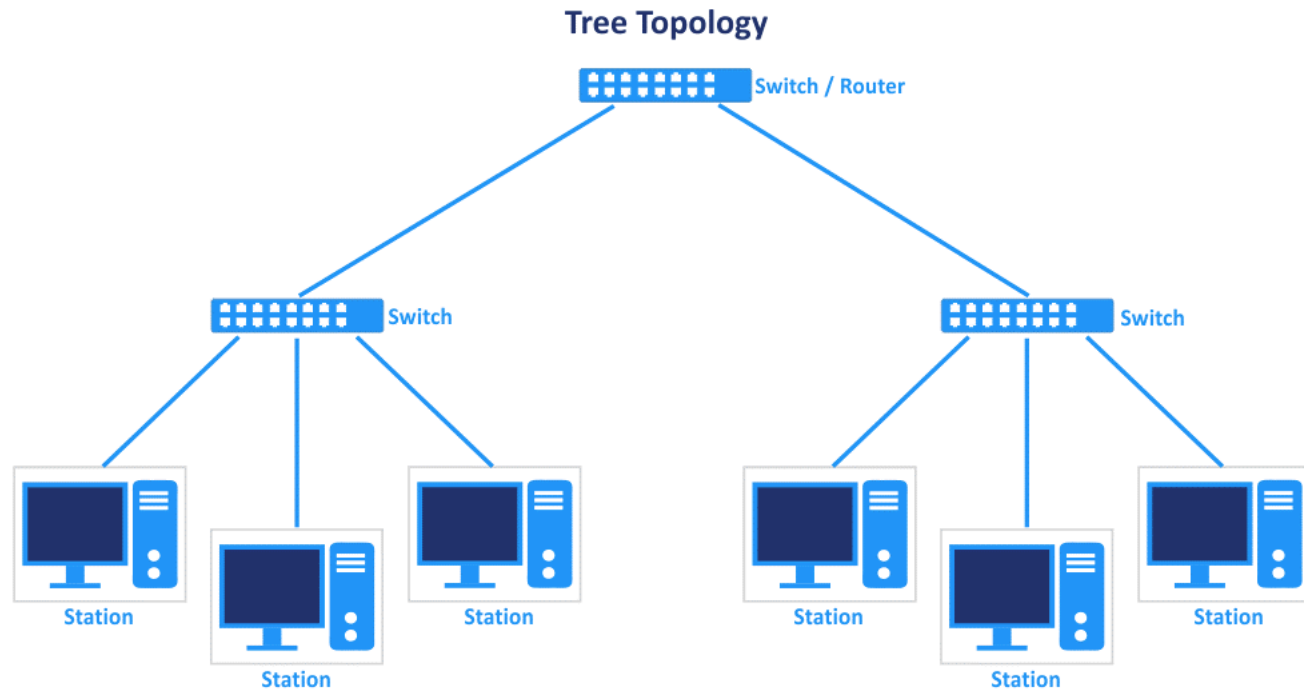 Tree Topology
Switch / Router
Switch
Switch
Station
Station
Station
Station
Station
Station